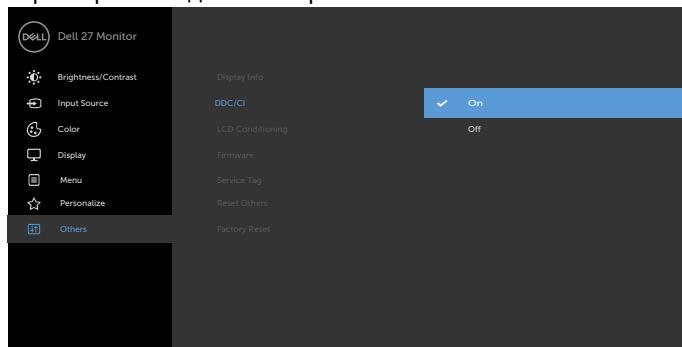 DELL
Dell 27 Monitor
Brightness/Contrast
Input Source
Color
Display
Menu
Personalize
Others
Display Info
DDC/CI
LCD Conditioning
Firmware
Service Tag
Reset Others
Factory Reset
On
Off